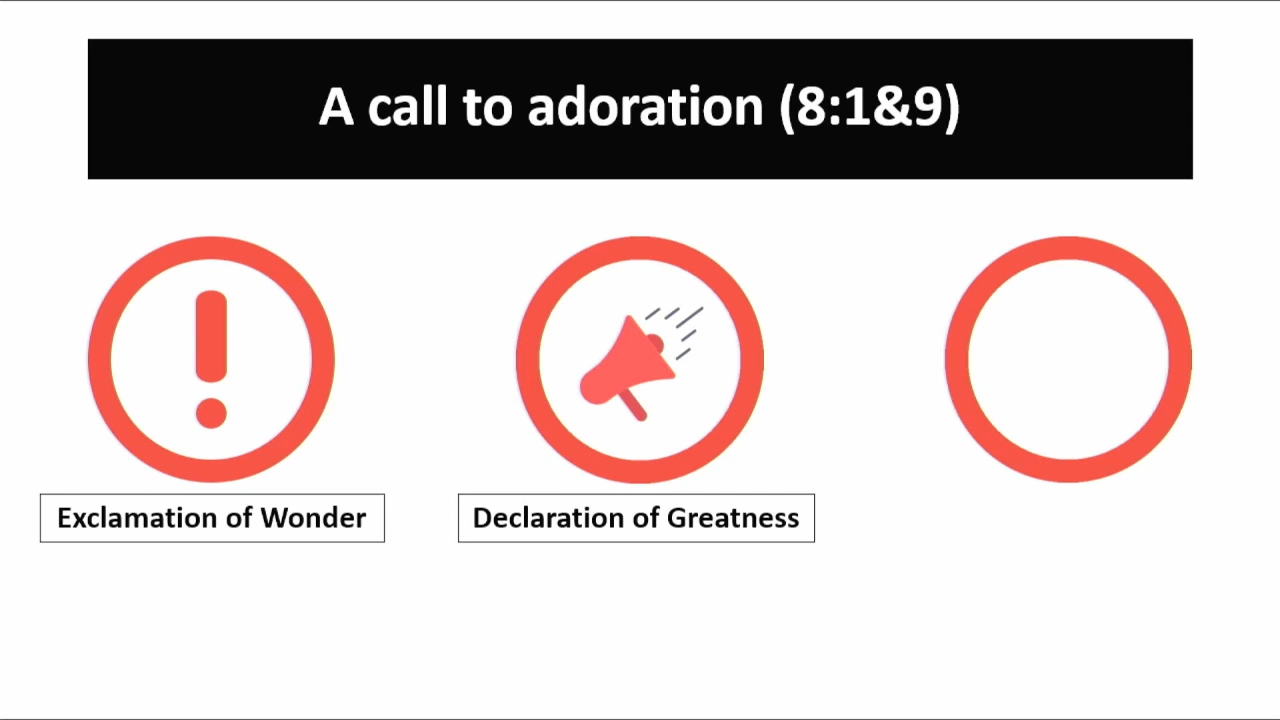 A call to adoration (8:1&9)
Exclamation of Wonder
Declaration of Greatness